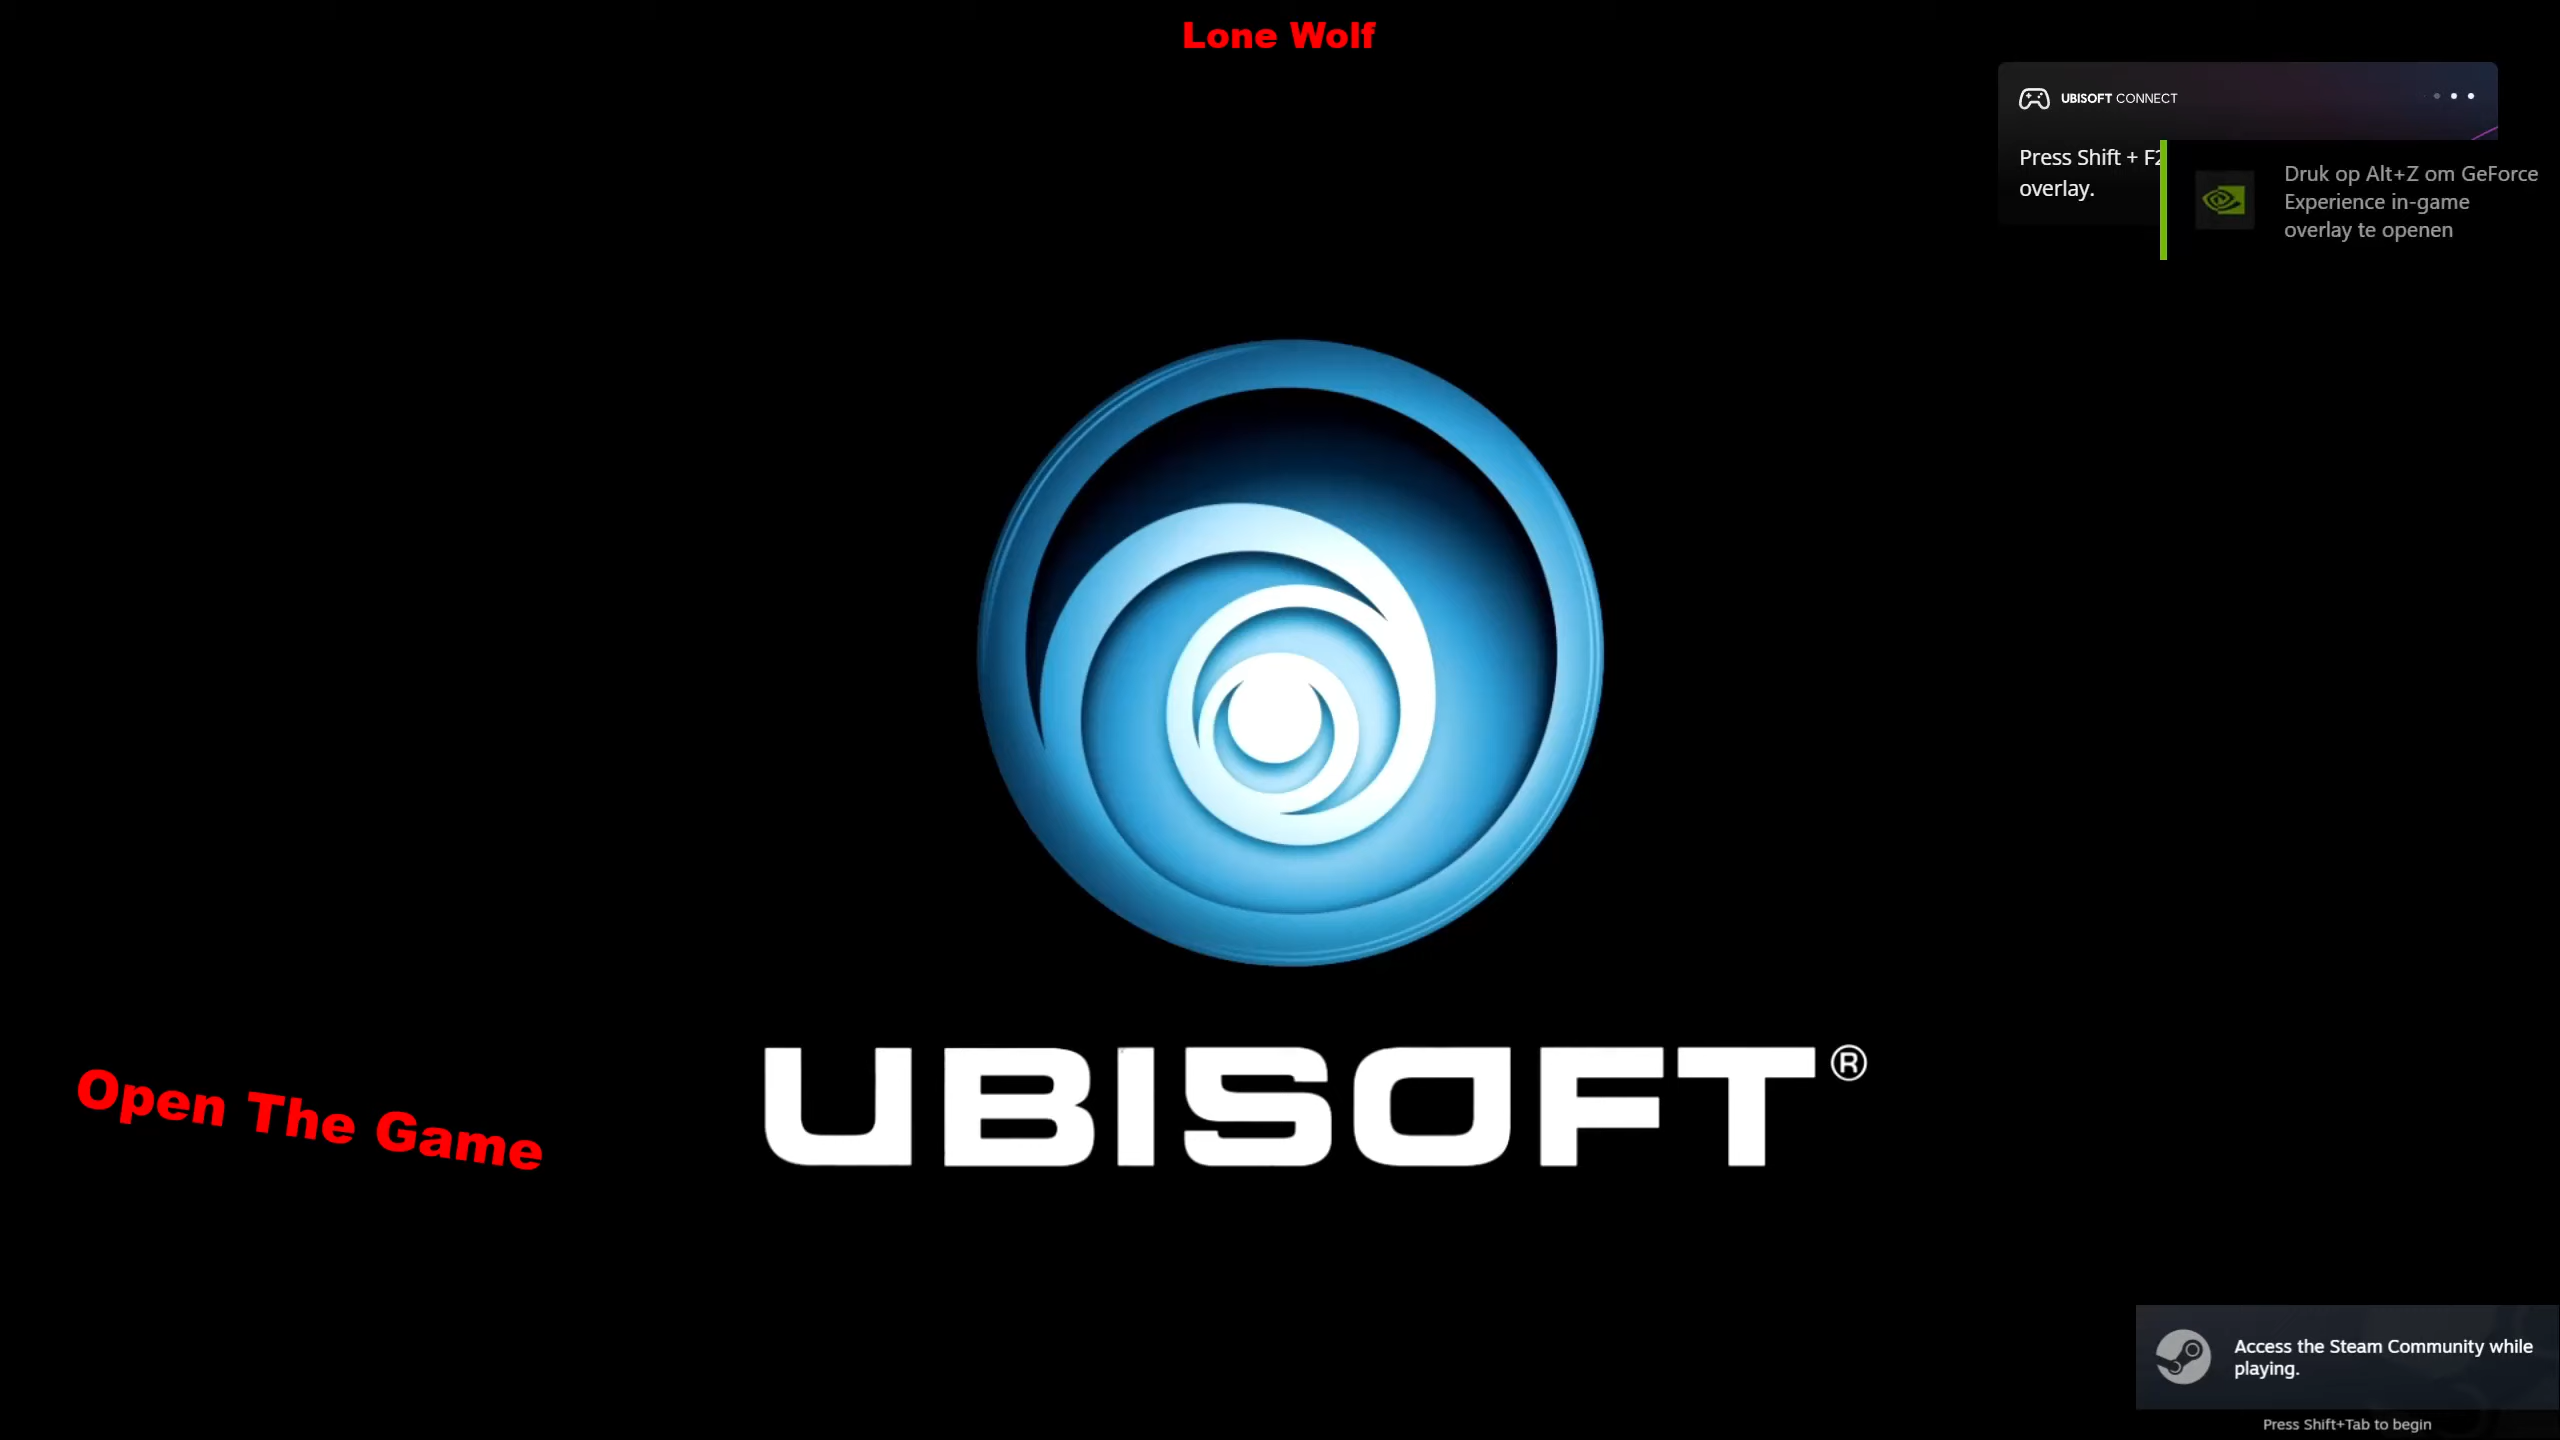 Lone Wolf
UBISOFT CONNECT
Press Shift + F2
overlay.
Druk op Alt+Z om GeForce
Experience in-game
overlay te openen
Open The Game
UBISOFT®
Access the Steam Community while
playing.
Press Shift+Tab to begin